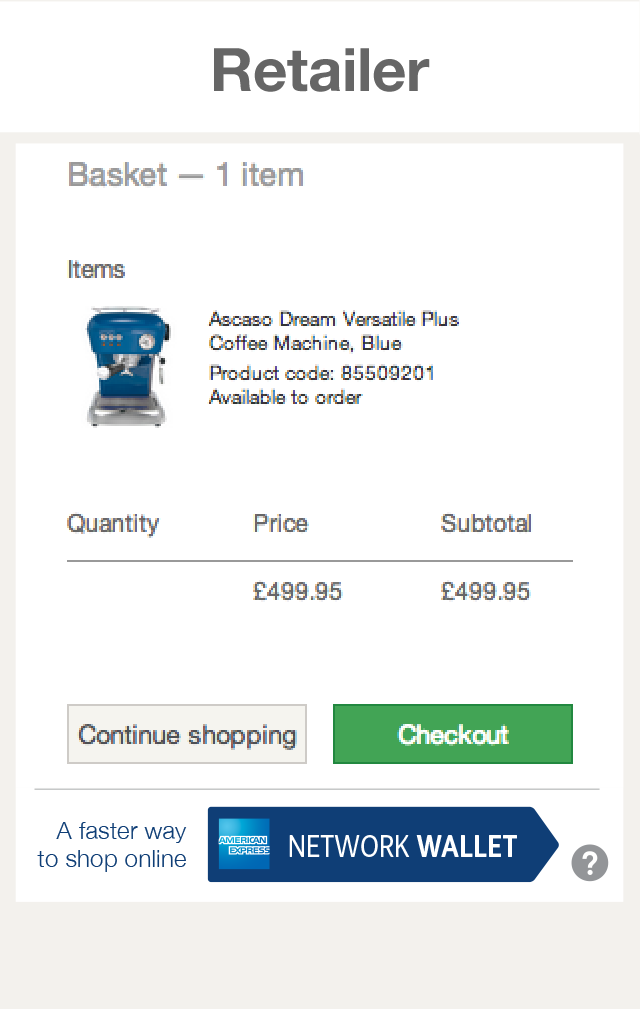 Retailer
Basket — 1 item
Items
Ascaso Dream Versatile Plus
Coffee Machine, Blue
Product code: 85509201
Available to order
Quantity Price Subtotal
£499.95 £499.95
Continue shopping Checkout
A faster way
to shop online
AMERICAN
EXPRESS
NETWORK WALLET
?